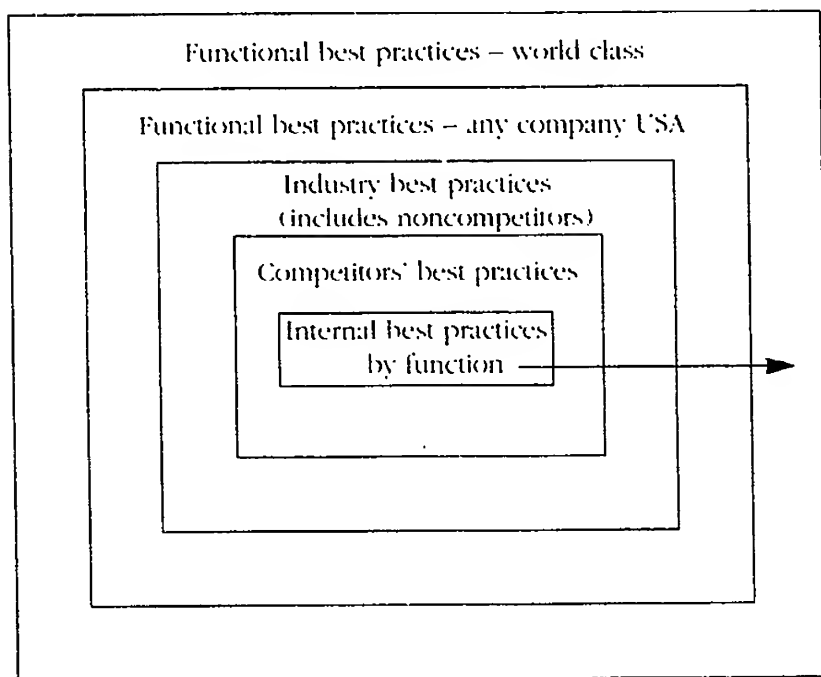 Functional best practices – world class
Functional best practices – any company USA
Industry best practices
(includes noncompetitors)
Competitors' best practices
Internal best practices
by function